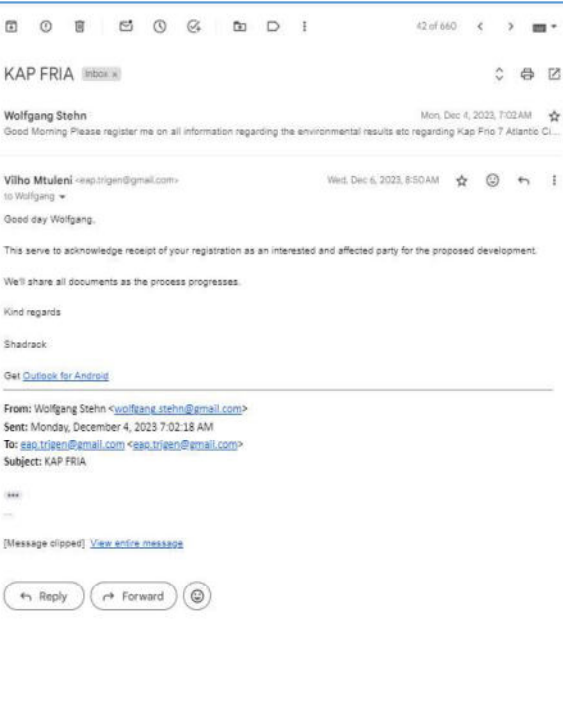 42 of 660
KAP FRIA Inbox x
Wolfgang Stehn Mon, Dec 4, 2023, 7:02 AM
Good Morning Please register me on all information regarding the environmental results etc regarding Kap Frio 7 Atlantic Ci...
Vilho Mtuleni <eap.trigen@gmail.com> Wed, Dec 6, 2023, 8:50 AM
to Wolfgang
Good day Wolfgang,
This serve to acknowledge receipt of your registration as an interested and affected party for the proposed development.
We'll share all documents as the process progresses.
Kind regards
Shadrack
Get Outlook for Android
From: Wolfgang Stehn <wolfgang.stehn@gmail.com>
Sent: Monday, December 4, 2023 7:02:18 AM
To: eap.trigen@gmail.com <eap.trigen@gmail.com>
Subject: KAP FRIA
...
[Message clipped] View entire message
Reply Forward